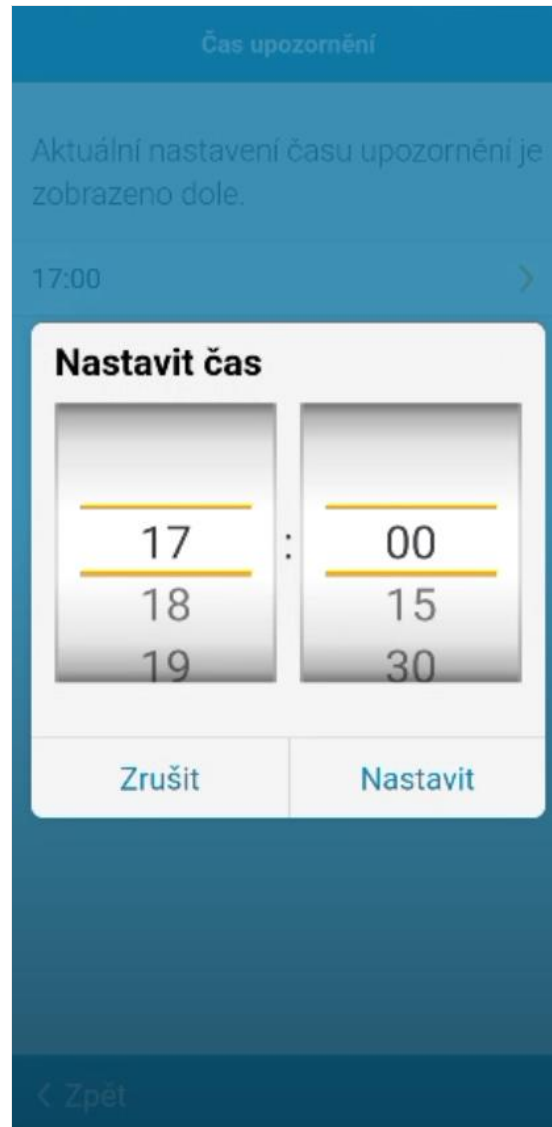 Čas upozornění
Aktuální nastavení času upozornění je
zobrazeno dole.
17:00
Nastavit čas
17 : 00
18 15
19 30
Zrušit Nastavit
Zpět